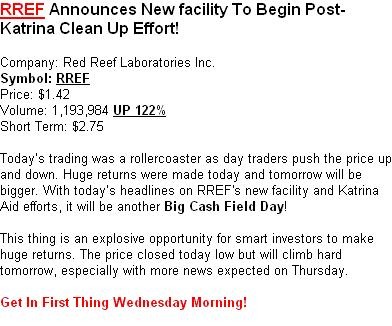 RREF Announces New facility To Begin Post-
Katrina Clean Up Effort!
Company: Red Reef Laboratories Inc.
Symbol: RREF
Price: $1.42
Volume: 1,193,984 UP 122%
Short Term: $2.75
Today's trading was a rollercoaster as day traders push the price up
and down. Huge returns were made today and tomorrow will be
bigger. With today's headlines on RREF's new facility and Katrina
Aid efforts, it will be another Big Cash Field Day!
This thing is an explosive opportunity for smart investors to make
huge returns. The price closed today low but will climb hard
tomorrow, especially with more news expected on Thursday.
Get In First Thing Wednesday Morning!